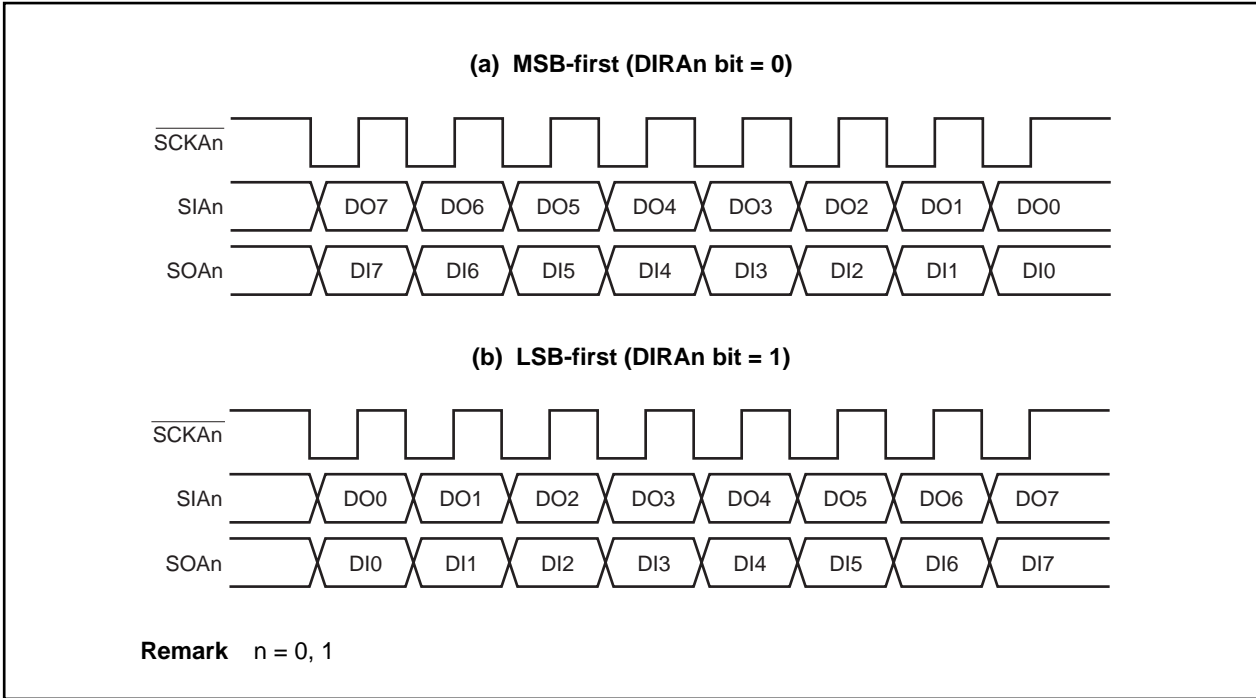 (a) MSB-first (DIRAn bit = 0)
SCKAn
SIAn DO7 DO6 DO5 DO4 DO3 DO2 DO1 DO0
SOAn DI7 DI6 DI5 DI4 DI3 DI2 DI1 DI0
(b) LSB-first (DIRAn bit = 1)
SCKAn
SIAn DO0 DO1 DO2 DO3 DO4 DO5 DO6 DO7
SOAn DI0 DI1 DI2 DI3 DI4 DI5 DI6 DI7
Remark n = 0, 1